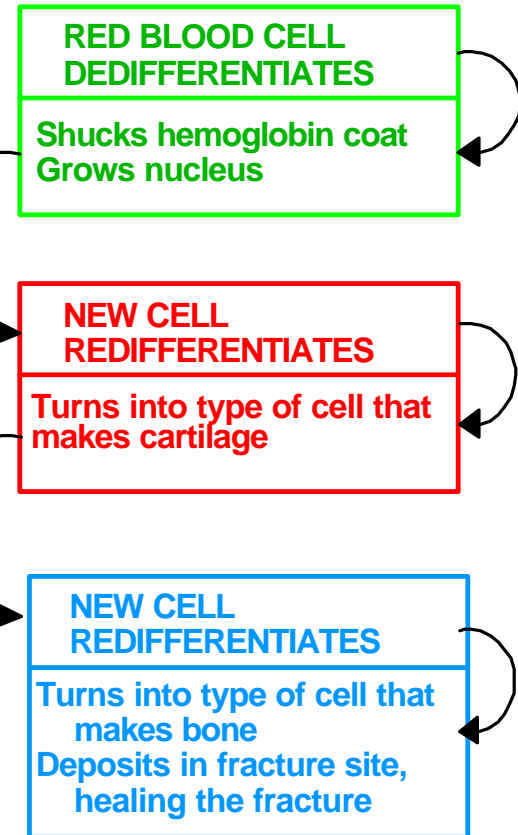 RED BLOOD CELL
DEDIFFERENTIATES
Shucks hemoglobin coat
Grows nucleus
NEW CELL
REDIFFERENTIATES
Turns into type of cell that
makes cartilage
NEW CELL
REDIFFERENTIATES
Turns into type of cell that
makes bone
Deposits in fracture site,
healing the fracture